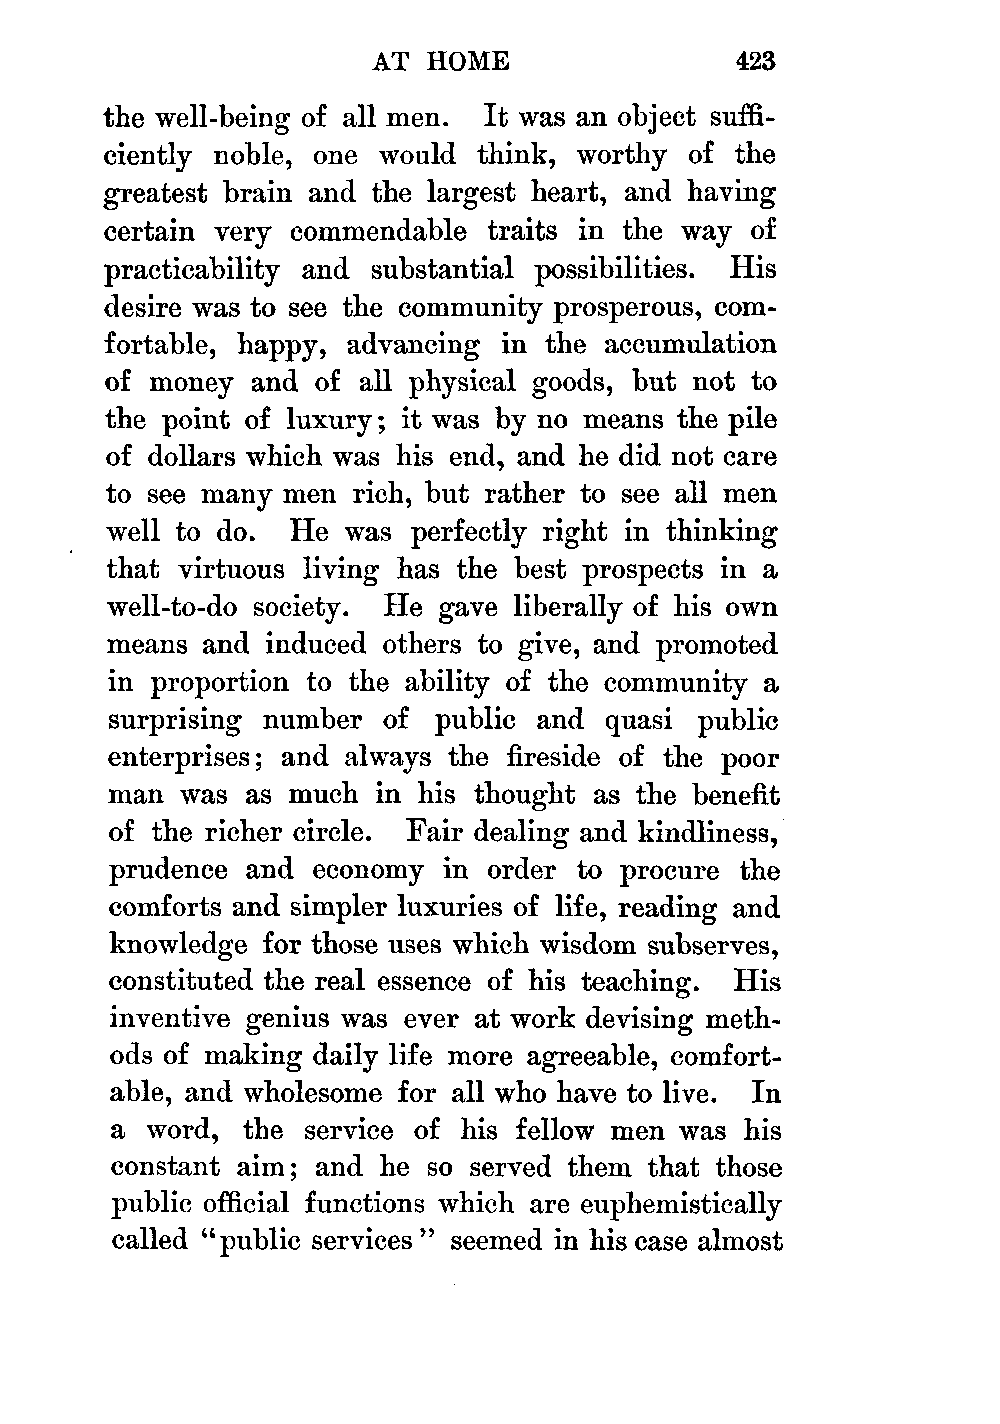 AT HOME 423
the well-being of all men. It was an object suffi-
ciently noble, one would think, worthy of the
greatest brain and the largest heart, and having
certain very commendable traits in the way of
practicability and substantial possibilities. His
desire was to see the community prosperous, com-
fortable, happy, advancing in the accumulation
of money and of all physical goods, but not to
the point of luxury; it was by no means the pile
of dollars which was his end, and he did not care
to see many men rich, but rather to see all men
well to do. He was perfectly right in thinking
that virtuous living has the best prospects in a
well-to-do society. He gave liberally of his own
means and induced others to give, and promoted
in proportion to the ability of the community a
surprising number of public and quasi public
enterprises; and always the fireside of the poor
man was as much in his thought as the benefit
of the richer circle. Fair dealing and kindliness,
prudence and economy in order to procure the
comforts and simpler luxuries of life, reading and
knowledge for those uses which wisdom subserves,
constituted the real essence of his teaching. His
inventive genius was ever at work devising meth-
ods of making daily life more agreeable, comfort-
able, and wholesome for all who have to live. In
a word, the service of his fellow men was his
constant aim; and he so served them that those
public official functions which are euphemistically
called "public services" seemed in his case almost